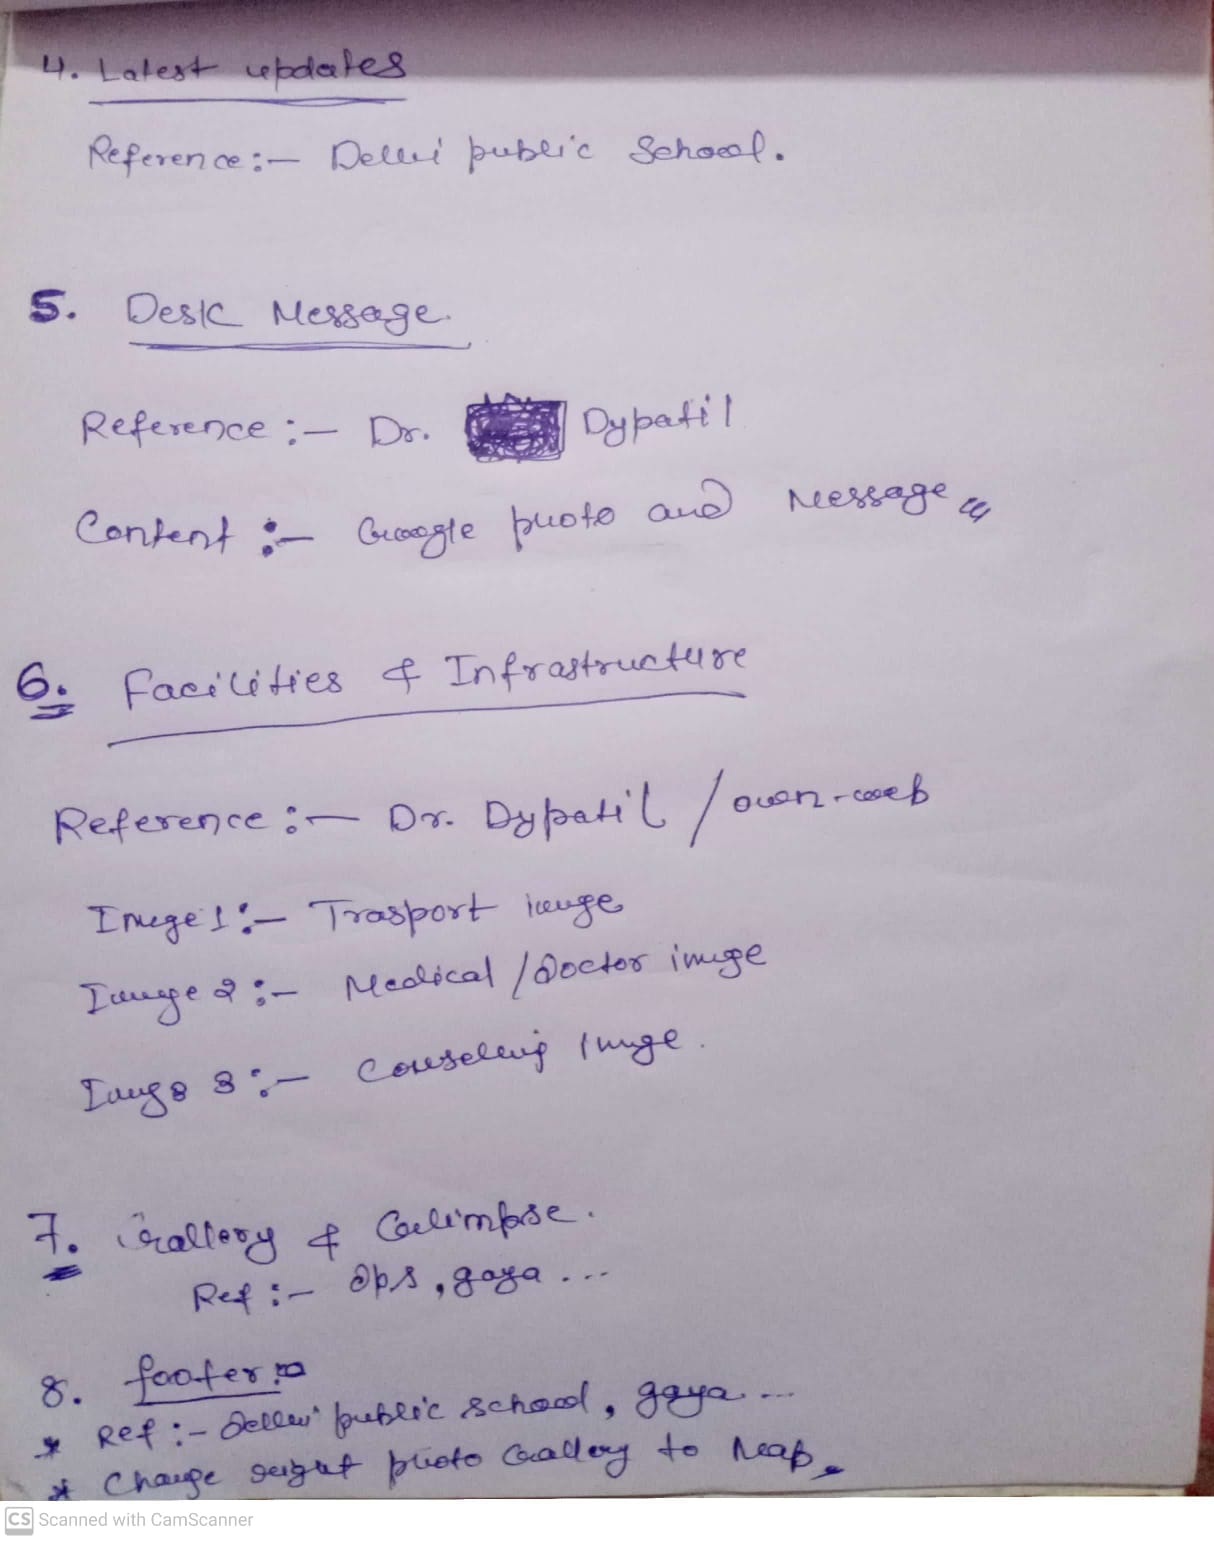 4. Latest updates
Reference:- Delhi public School.
5. Desk Message.
Reference :- Dr. Dypatil
Content :- Google photo and Message
6. Facilities & Infrastructure
Reference :- Dr. Dypatil / own-web
Image 1 :- Trasport image
Image 2 :- Medical / Doctor image
Image 3 :- Counseling Image.
7. Gallery & Galimpse.
Ref :- dps, gaya ...
8. footer :-
* Ref :- Delhi public school, gaya ...
* Change right photo Gallery to Map.
CS Scanned with CamScanner